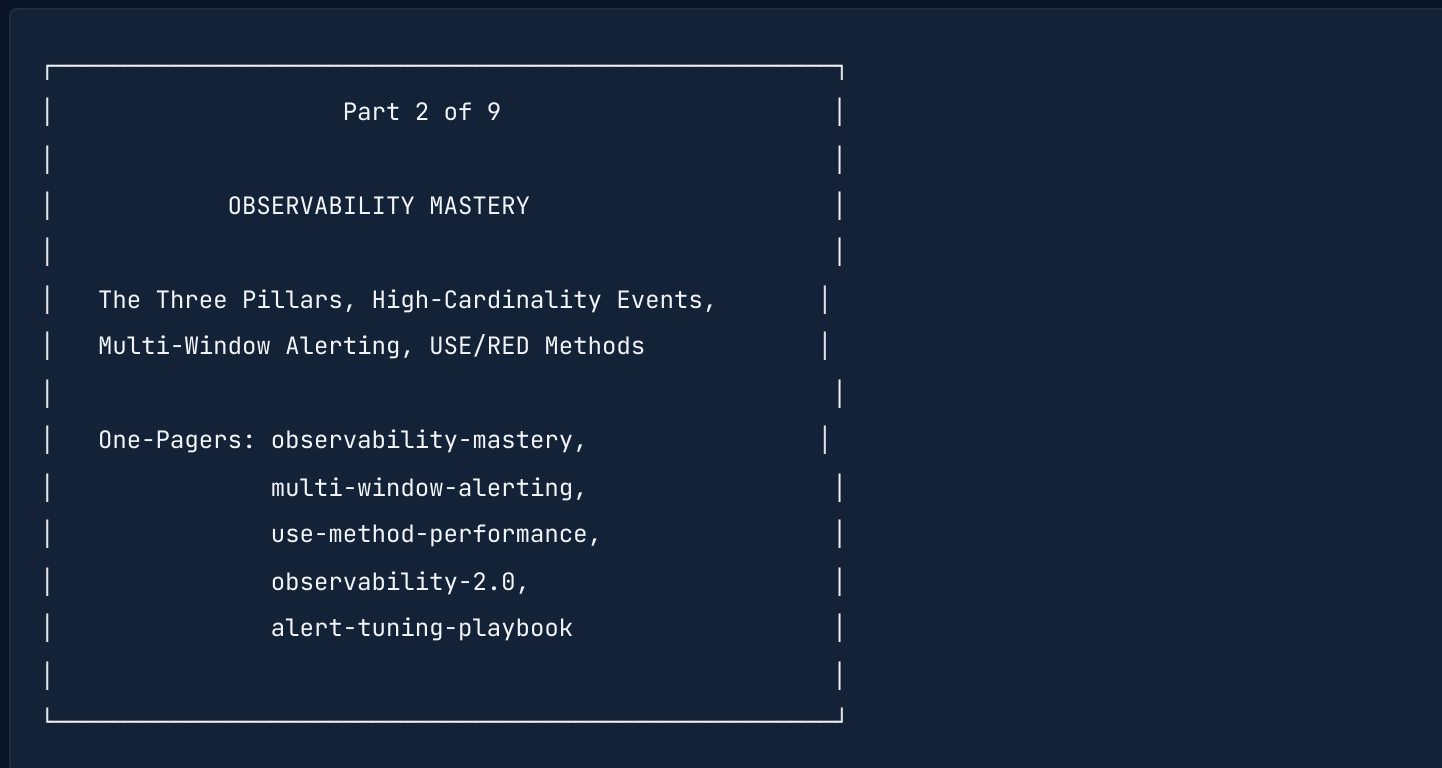 Part 2 of 9
OBSERVABILITY MASTERY
The Three Pillars, High-Cardinality Events,
Multi-Window Alerting, USE/RED Methods
One-Pagers: observability-mastery,
multi-window-alerting,
use-method-performance,
observability-2.0,
alert-tuning-playbook